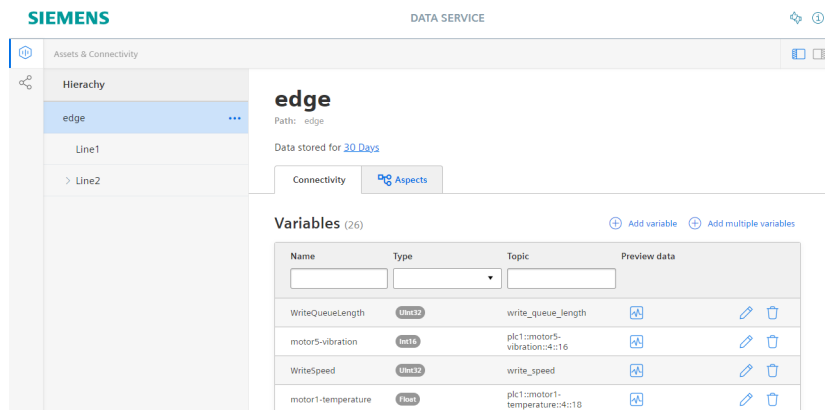 SIEMENS
DATA SERVICE
Assets & Connectivity
Hierachy
edge
Line1
Line2
edge
Path: edge
Data stored for 30 Days
Connectivity
Aspects
Variables (26)
Add variable
Add multiple variables
Name Type Topic Preview data
WriteQueueLength UInt32 write_queue_length
motor5-vibration Int16 plc1::motor5-
vibration::4::16
WriteSpeed UInt32 write_speed
motor1-temperature Float plc1::motor1-
temperature::4::18